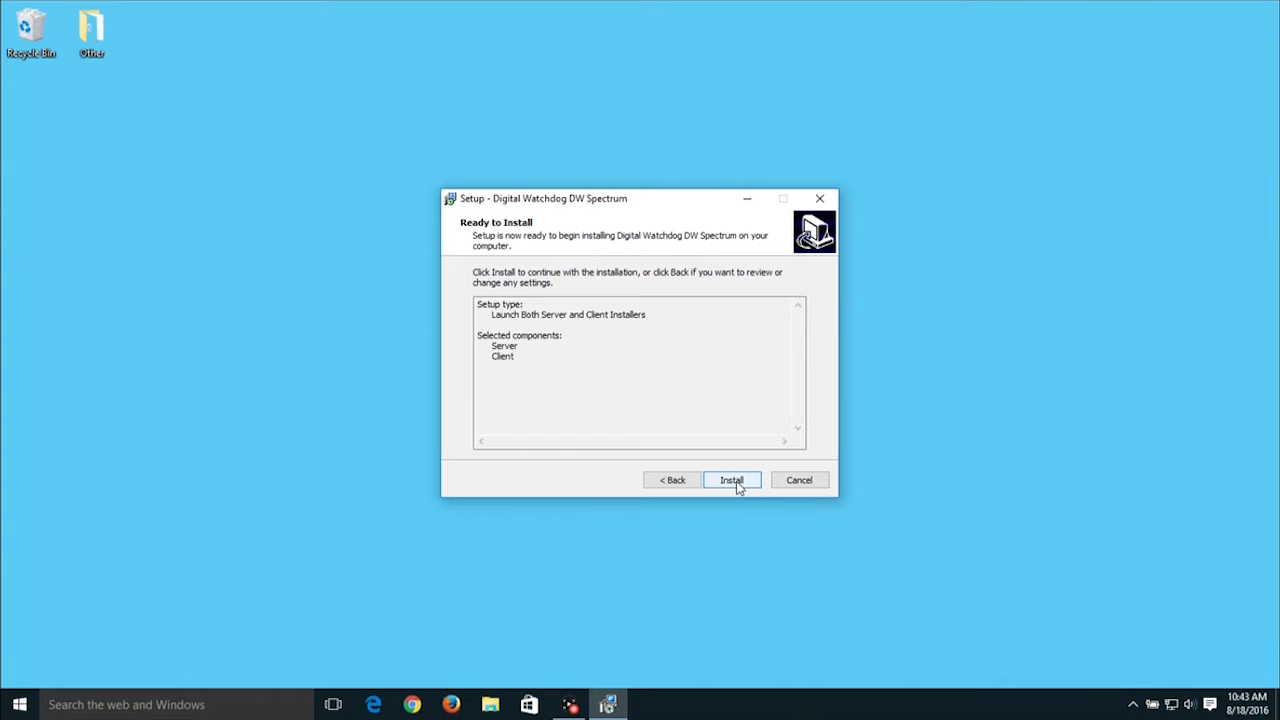 Recycle Bin
Other
Setup - Digital Watchdog DW Spectrum
Ready to Install
Setup is now ready to begin installing Digital Watchdog DW Spectrum on your
computer.
Click Install to continue with the installation, or click Back if you want to review or
change any settings.
Setup type:
Launch Both Server and Client Installers
Selected components:
Server
Client
< Back
Install
Cancel
Search the web and Windows
10:43 AM
8/18/2016